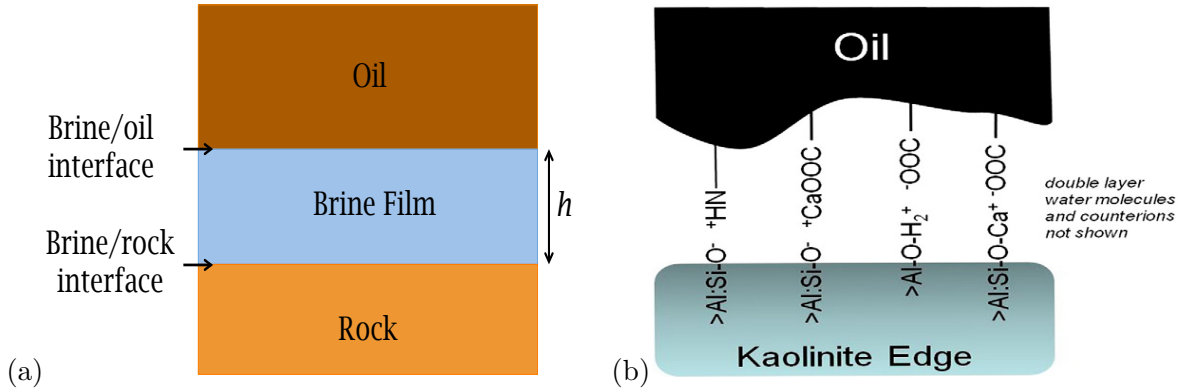 Oil
Brine/oil
interface
Brine Film
h
Brine/rock
interface
Rock
(a)
Oil
>Al:Si-O⁻ ⁺HN
>Al:Si-O⁻ ⁺CaOOC
>Al-O-H₂⁺ ⁻OOC
>Al:Si-O-Ca⁺ ⁻OOC
double layer
water molecules
and counterions
not shown
Kaolinite Edge
(b)